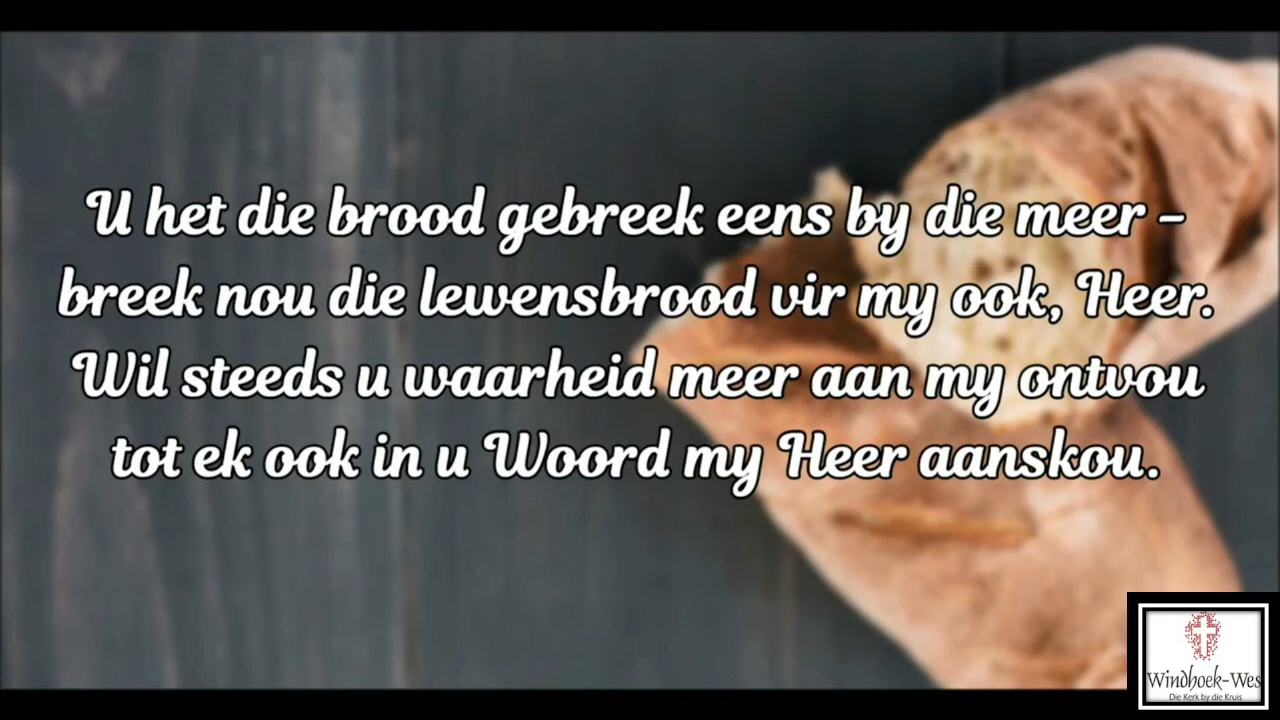 U het die brood gebreek eens by die meer –
breek nou die lewensbrood vir my ook, Heer.
Wil steeds u waarheid meer aan my ontvou
tot ek ook in u Woord my Heer aanskou.
Windhoek-Wes
Die Kerk by die Kruis